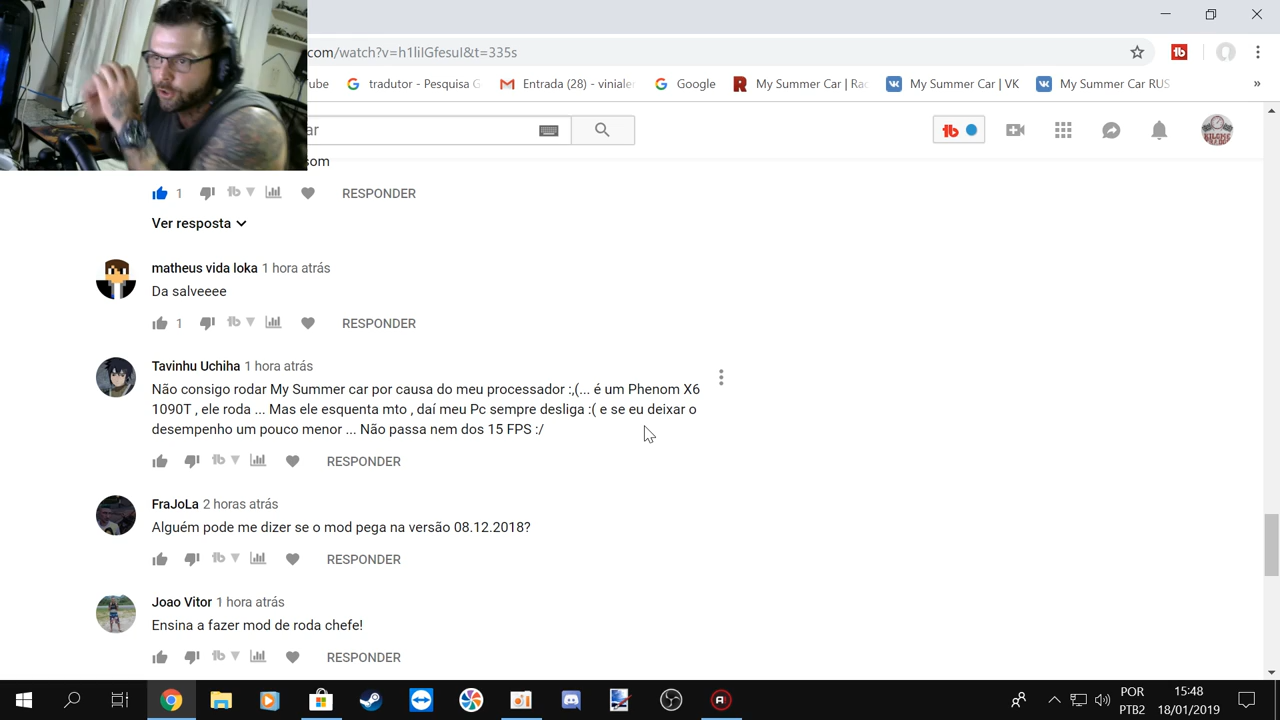 com/watch?v=h1liIGfesuI&t=335s
ube
tradutor - Pesquisa G
Entrada (28) - viniale
Google
My Summer Car | Ra
My Summer Car | VK
My Summer Car RUS
»
ar
som
1 RESPONDER
Ver resposta
matheus vida loka 1 hora atrás
Da salveeee
1 RESPONDER
Tavinhu Uchiha 1 hora atrás
Não consigo rodar My Summer car por causa do meu processador :,(... é um Phenom X6
1090T , ele roda ... Mas ele esquenta mto , daí meu Pc sempre desliga :( e se eu deixar o
desempenho um pouco menor ... Não passa nem dos 15 FPS :/
RESPONDER
FraJoLa 2 horas atrás
Alguém pode me dizer se o mod pega na versão 08.12.2018?
RESPONDER
Joao Vitor 1 hora atrás
Ensina a fazer mod de roda chefe!
RESPONDER
POR 15:48
PTB2 18/01/2019